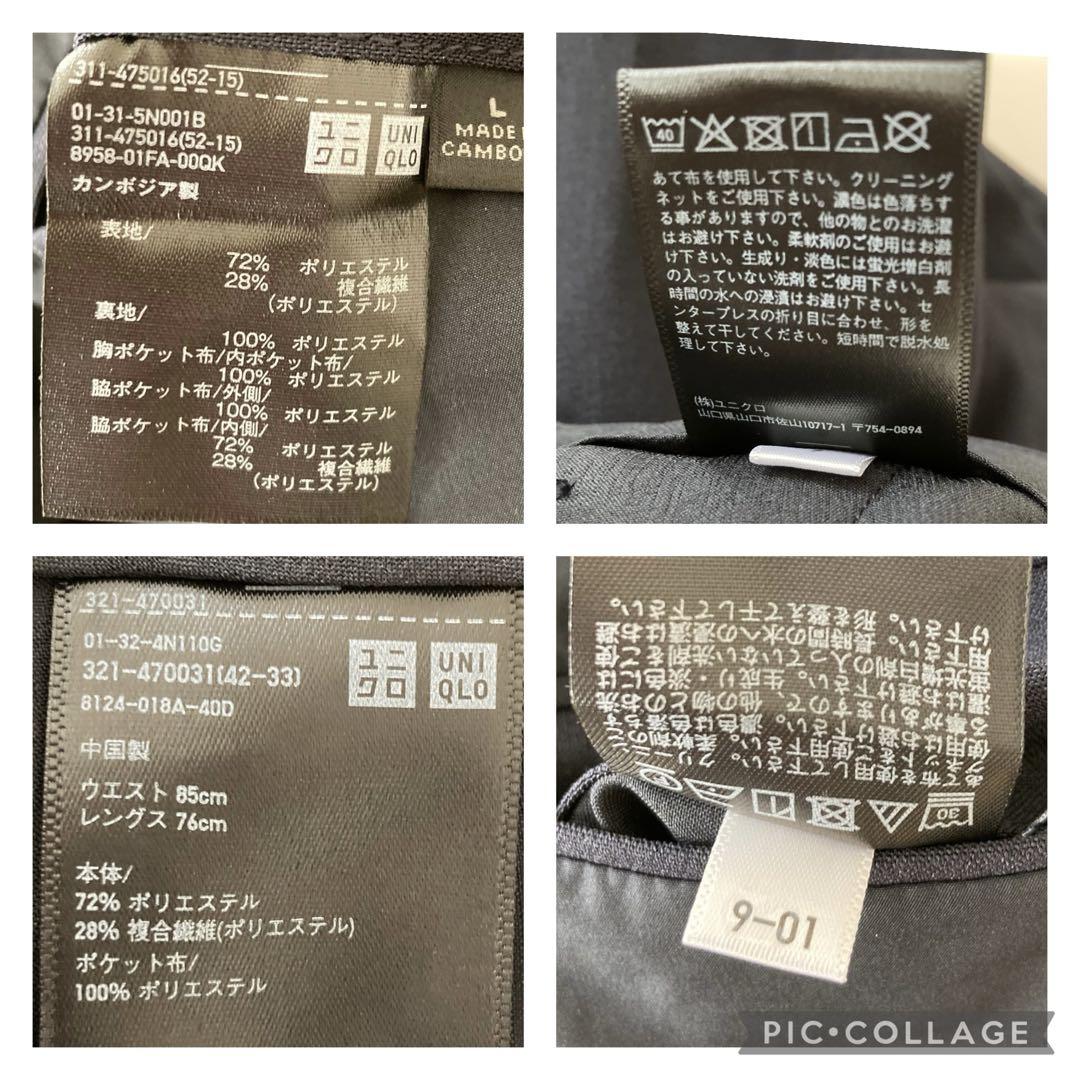 311-475016(52-15)
01-31-5N001B
311-475016(52-15)
8958-01FA-00QK
カンボジア製
ユニ
クロ
UNI
QLO
L
MADE
CAMBO
表地/
72% ポリエステル
28% 複合繊維
(ポリエステル)
裏地/
100% ポリエステル
胸ポケット布/内ポケット布/
100% ポリエステル
脇ポケット布/外側/
100% ポリエステル
脇ポケット布/内側/
72% ポリエステル
28% 複合繊維
(ポリエステル)
40
あて布を使用して下さい。クリーニング
ネットをご使用下さい。濃色は色落ちす
る事がありますので、他の物とのお洗濯
はお避け下さい。柔軟剤のご使用はお避
け下さい。生成り・淡色には蛍光増白剤
の入っていない洗剤をご使用下さい。長
時間の水への浸漬はお避け下さい。セ
ンタープレスの折り目に合わせ、形を
整えて干してください。短時間で脱水処
理して下さい。
(株)ユニクロ
山口県山口市佐山10717-1 〒754-0894
321-470031
01-32-4N110G
321-470031(42-33)
8124-018A-40D
ユニ
クロ
UNI
QLO
中国製
ウエスト 85cm
レングス 76cm
本体/
72% ポリエステル
28% 複合繊維(ポリエステル)
ポケット布/
100% ポリエステル
30
9-01
PIC•COLLAGE